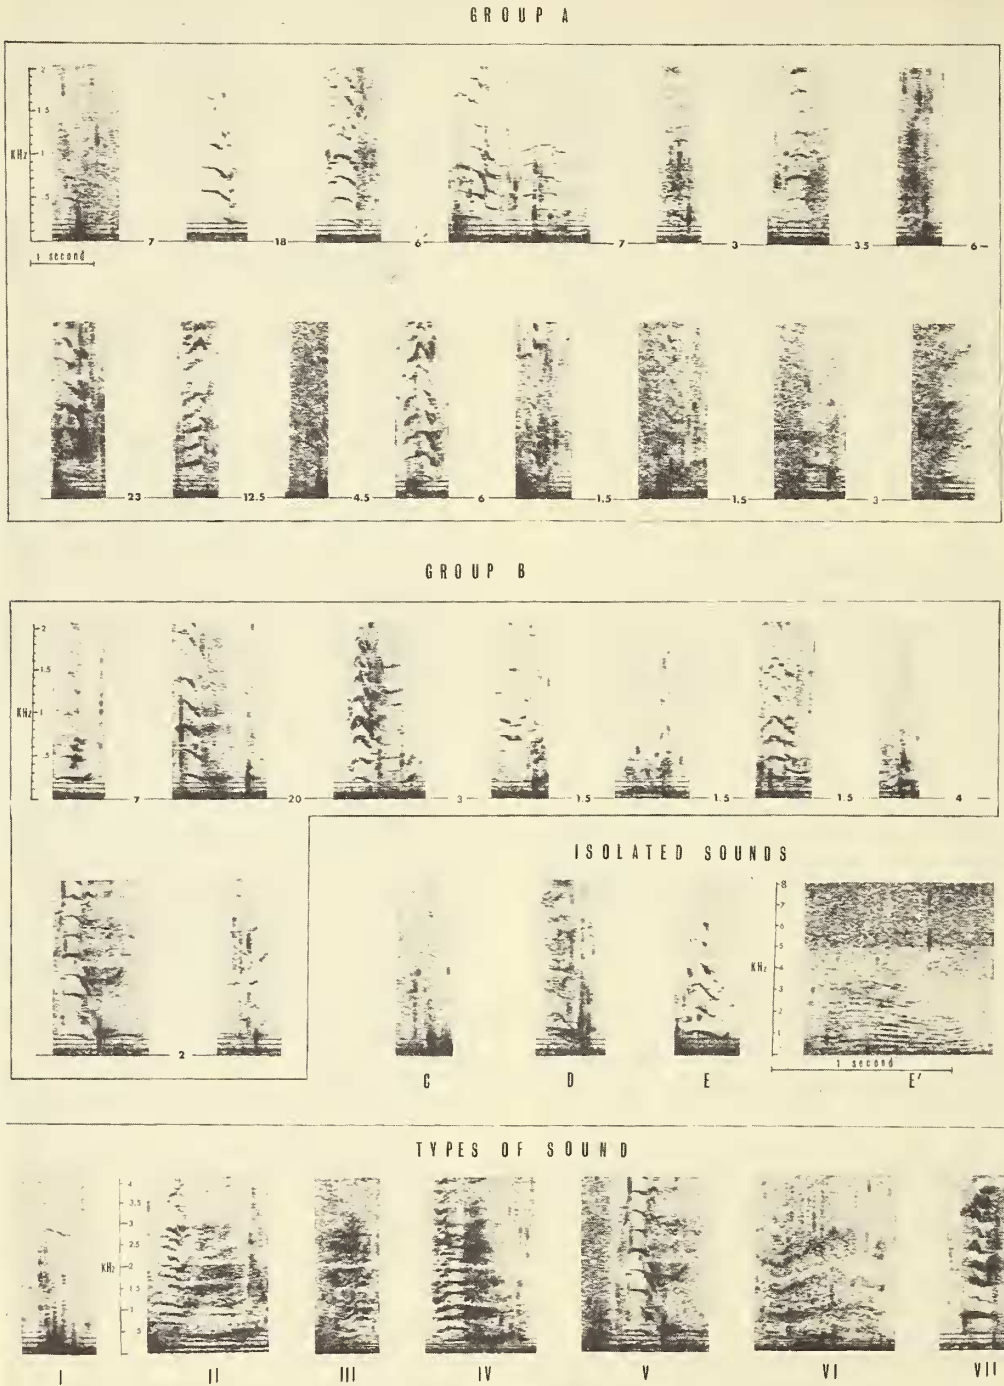 GROUP A
2
1.5
KHz 1
.5
7 18 6 7 3 3.5 6
1 second
23 12.5 4.5 6 1.5 1.5 3
GROUP B
2
1.5
KHz 1
.5
7 20 3 1.5 1.5 1.5 4
ISOLATED SOUNDS
8
7
6
5
KHz 4
3
2
1
2
1 second
C D E E'
TYPES OF SOUND
4
3.5
3
2.5
KHz 2
1.5
1
.5
I II III IV V VI VII